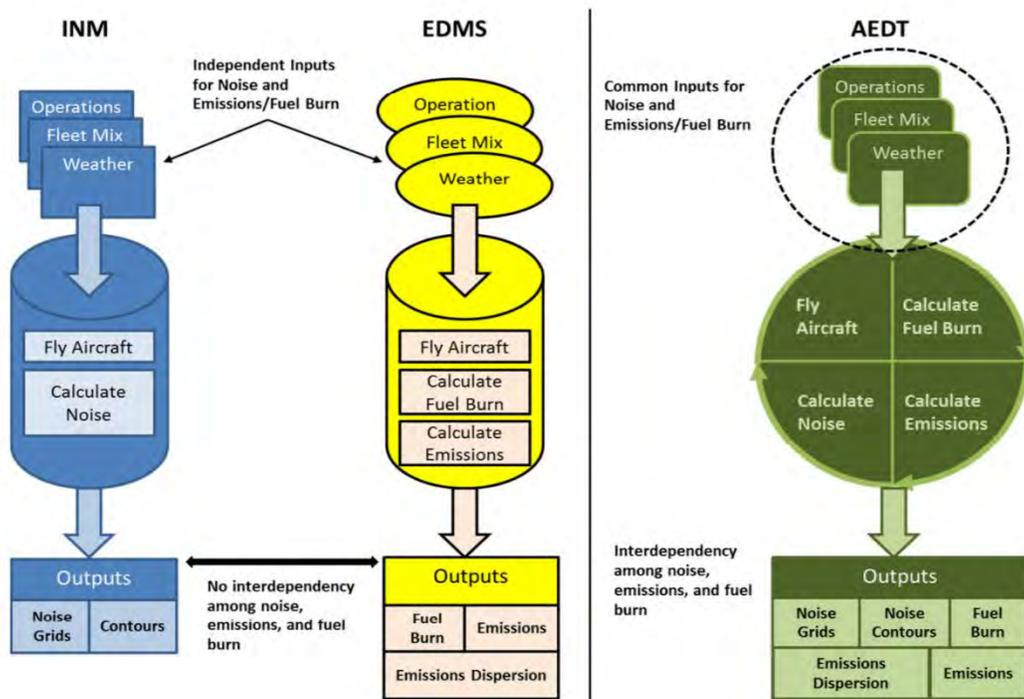 INM
EDMS
AEDT
Independent Inputs
for Noise and
Emissions/Fuel Burn
Operations
Fleet Mix
Weather
Operation
Fleet Mix
Weather
Common Inputs for
Noise and
Emissions/Fuel Burn
Operations
Fleet Mix
Weather
Fly Aircraft
Calculate
Noise
Fly Aircraft
Calculate
Fuel Burn
Calculate
Emissions
Fly
Aircraft
Calculate
Fuel Burn
Calculate
Noise
Calculate
Emissions
Outputs
Noise
Grids
Contours
No interdependency
among noise,
emissions, and fuel
burn
Outputs
Fuel
Burn
Emissions
Emissions Dispersion
Interdependency
among noise,
emissions, and fuel
burn
Outputs
Noise
Grids
Noise
Contours
Fuel
Burn
Emissions
Dispersion
Emissions